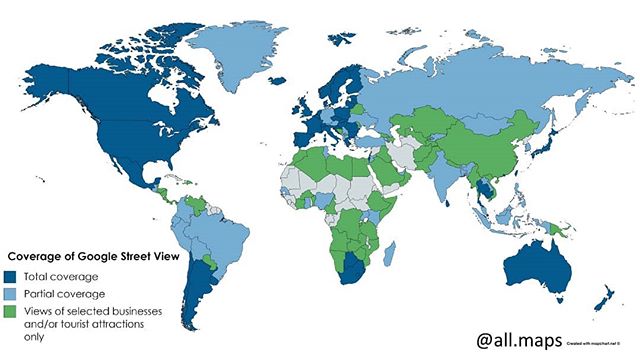 Coverage of Google Street View
Total coverage
Partial coverage
Views of selected businesses
and/or tourist attractions
only
@all.maps
Created with mapchart.net ©